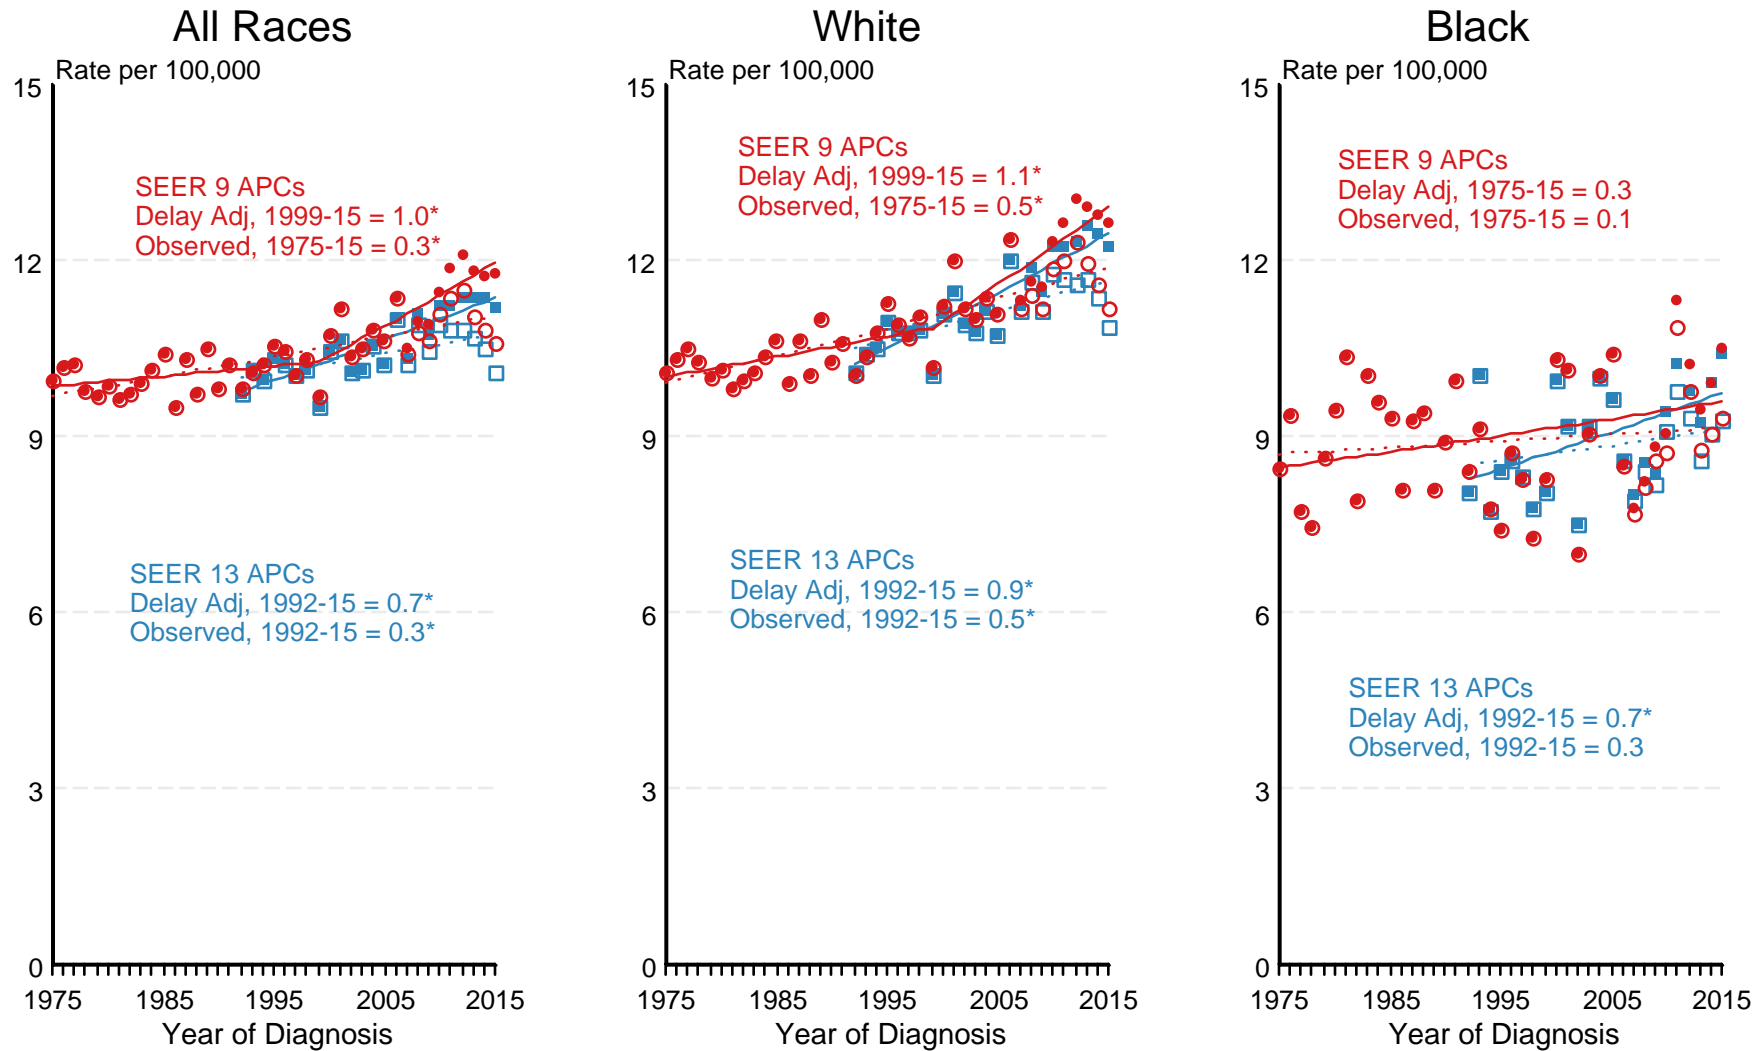 All Races
Rate per 100,000
15
12
9
6
3
0
SEER 9 APCs
Delay Adj, 1999-15 = 1.0*
Observed, 1975-15 = 0.3*
SEER 13 APCs
Delay Adj, 1992-15 = 0.7*
Observed, 1992-15 = 0.3*
1975 1985 1995 2005 2015
Year of Diagnosis
White
Rate per 100,000
15
12
9
6
3
0
SEER 9 APCs
Delay Adj, 1999-15 = 1.1*
Observed, 1975-15 = 0.5*
SEER 13 APCs
Delay Adj, 1992-15 = 0.9*
Observed, 1992-15 = 0.5*
1975 1985 1995 2005 2015
Year of Diagnosis
Black
Rate per 100,000
15
12
9
6
3
0
SEER 9 APCs
Delay Adj, 1975-15 = 0.3
Observed, 1975-15 = 0.1
SEER 13 APCs
Delay Adj, 1992-15 = 0.7*
Observed, 1992-15 = 0.3
1975 1985 1995 2005 2015
Year of Diagnosis